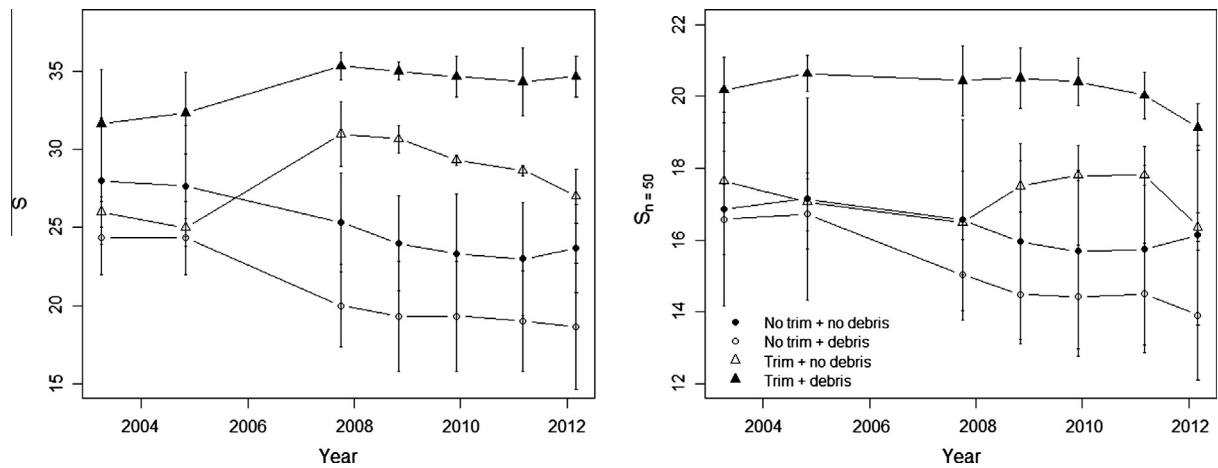 S
35
30
25
20
15
2004 2006 2008 2010 2012
Year
Sn = 50
22
20
18
16
14
12
No trim + no debris
No trim + debris
Trim + no debris
Trim + debris
2004 2006 2008 2010 2012
Year